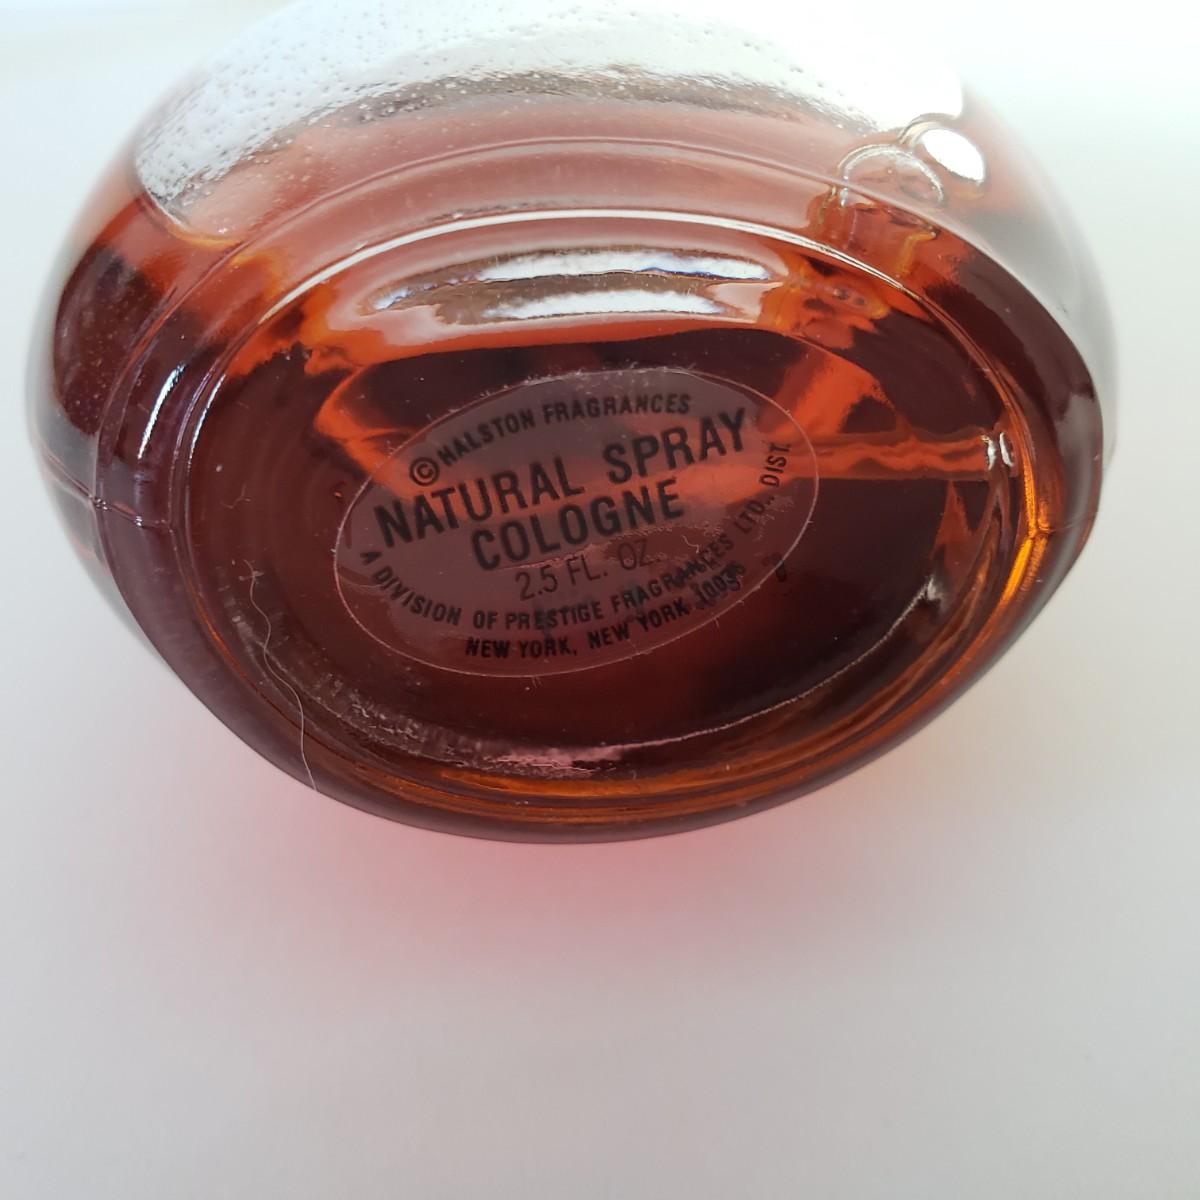 © HALSTON FRAGRANCES
NATURAL SPRAY
COLOGNE
2.5 FL. OZ.
A DIVISION OF PRESTIGE FRAGRANCES LTD., DIST.
NEW YORK, NEW YORK 10036